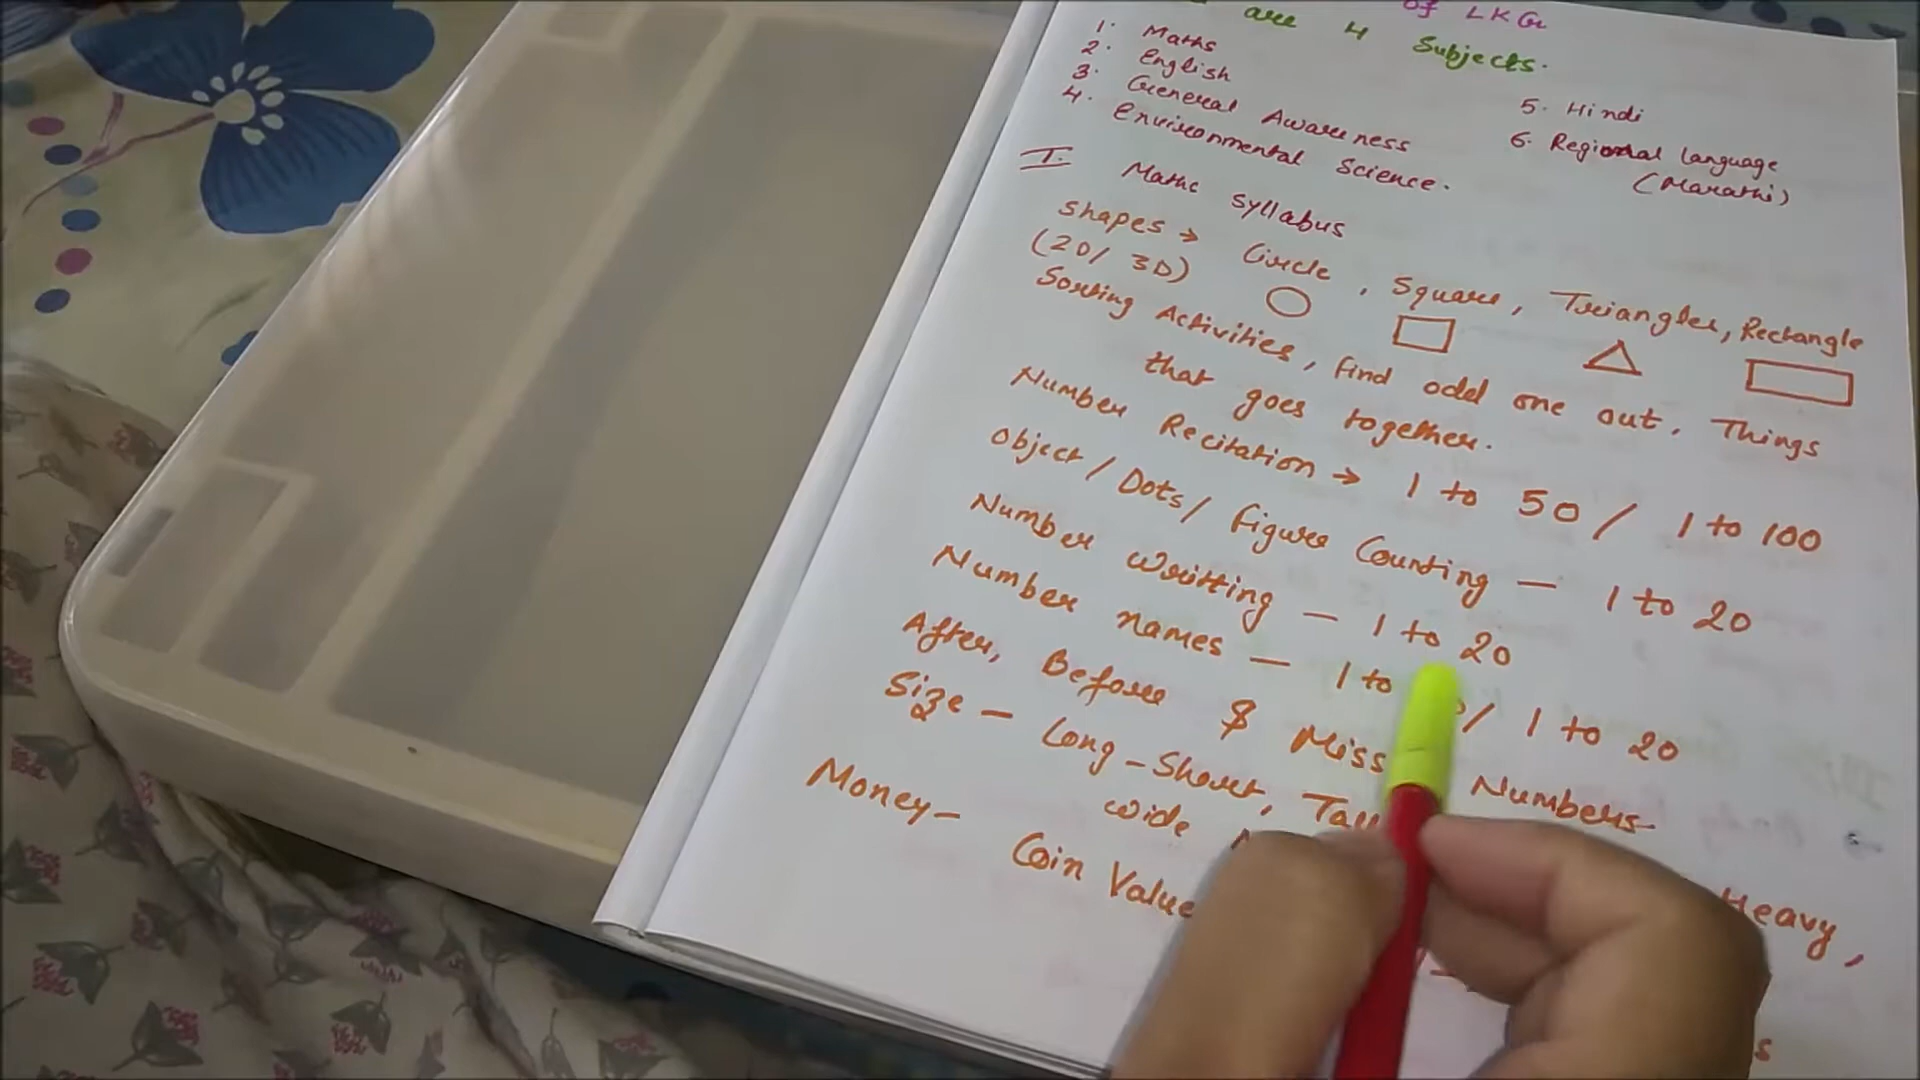 of LKG
are 4 Subjects.
1. Maths
2. English
3. General Awareness
4. Environmental Science.
5. Hindi
6. Regional language
(Marathi)
I. Maths Syllabus
Shapes → Circle, Square, Triangles, Rectangle
(2D/ 3D)
Sorting Activities, Find odd one out, Things
that goes together.
Number Recitation → 1 to 50 / 1 to 100
Object / Dots / Figure Counting — 1 to 20
Number Writting — 1 to 20
Number names — 1 to / 1 to 20
After, Before & Miss Numbers
Size — Long - Short, Tall Heavy,
wide
Money - Coin Value